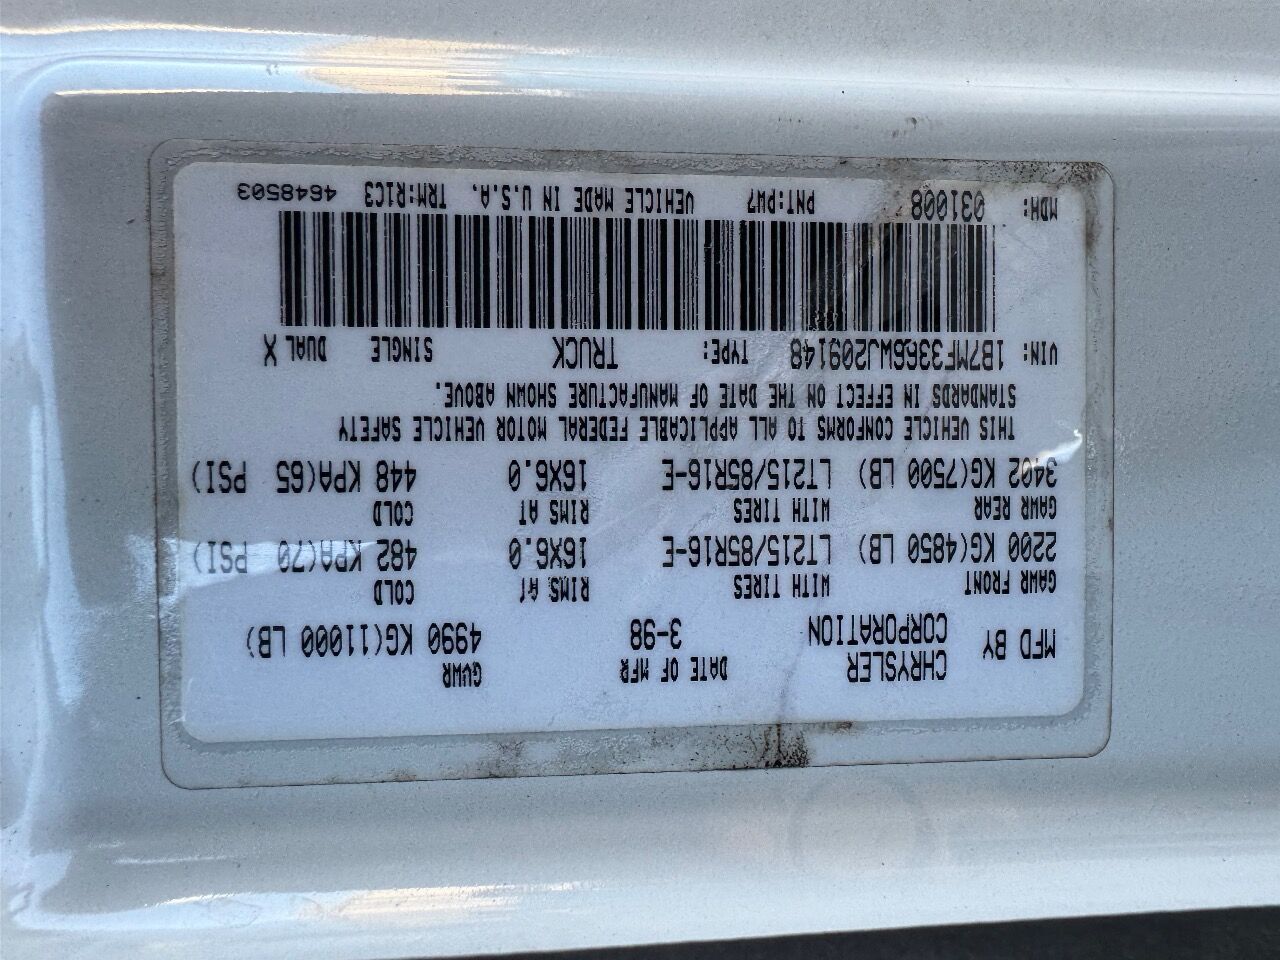 MFD BY CHRYSLER CORPORATION DATE OF MFR 3-98 GVWR 4990 KG(11000 LB)
GAWR FRONT WITH TIRES RIMS AT COLD
2200 KG(4850 LB) LT215/85R16-E 16X6.0 482 KPA(70 PSI)
GAWR REAR WITH TIRES RIMS AT COLD
3402 KG(7500 LB) LT215/85R16-E 16X6.0 448 KPA(65 PSI)
THIS VEHICLE CONFORMS TO ALL APPLICABLE FEDERAL MOTOR VEHICLE SAFETY
STANDARDS IN EFFECT ON THE DATE OF MANUFACTURE SHOWN ABOVE.
VIN: 1B7MF3366WJ209148 TYPE: TRUCK SINGLE DUAL X
MDH: 031008 PNT:PW7 VEHICLE MADE IN U.S.A. TRM:R1C3 4648503